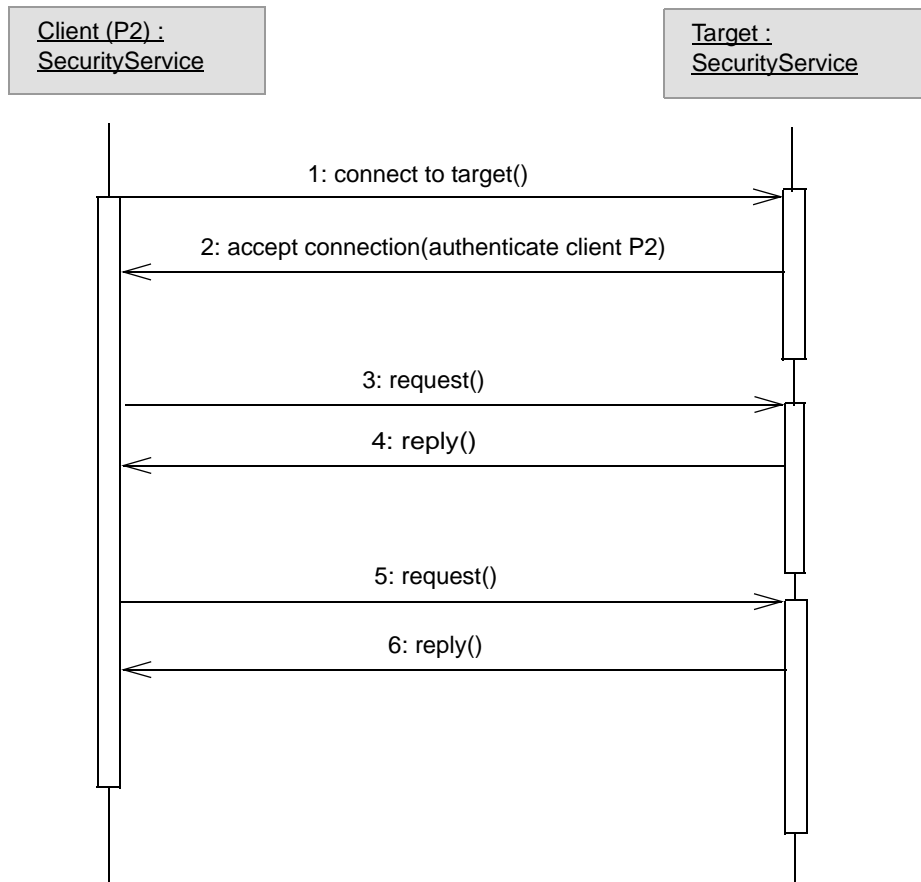 Client (P2) :
SecurityService
Target :
SecurityService
1: connect to target()
2: accept connection(authenticate client P2)
3: request()
4: reply()
5: request()
6: reply()